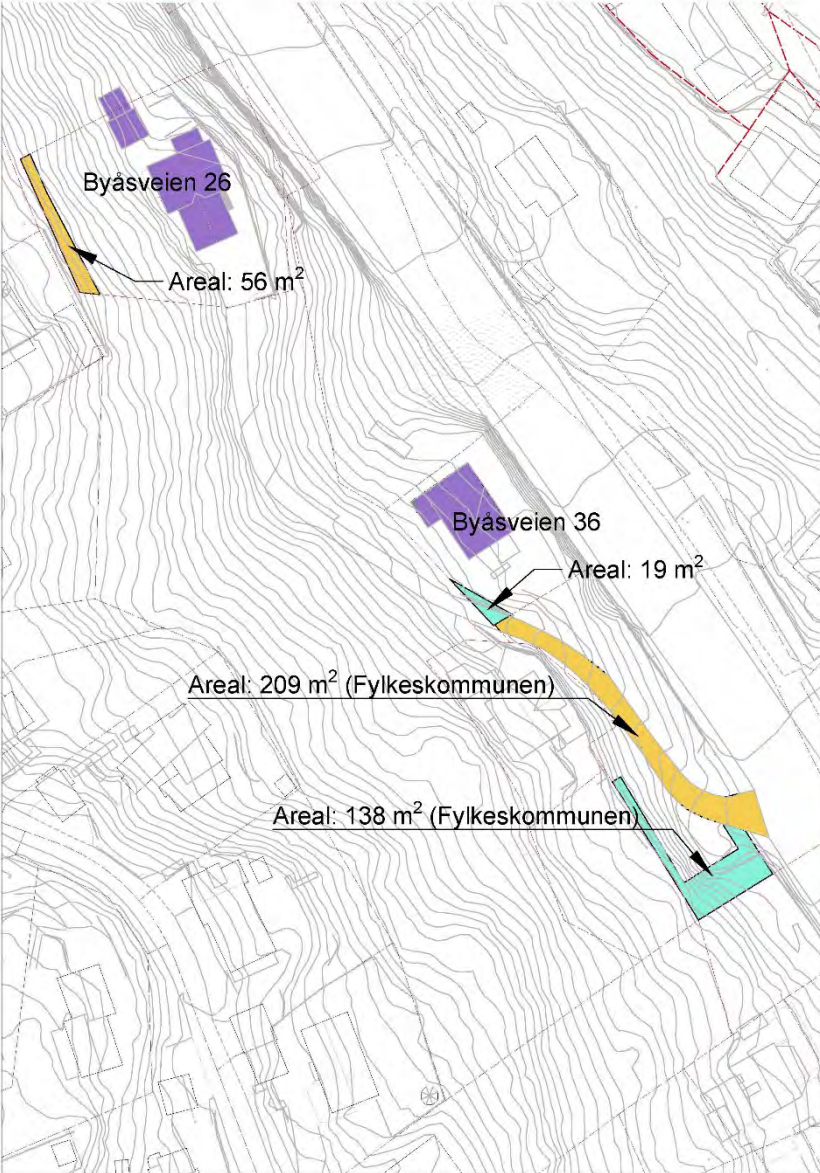 Byåsveien 26
Areal: 56 m²
Byåsveien 36
Areal: 19 m²
Areal: 209 m² (Fylkeskommunen)
Areal: 138 m² (Fylkeskommunen)